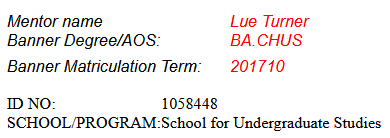 Mentor name Lue Turner
Banner Degree/AOS: BA.CHUS
Banner Matriculation Term: 201710
ID NO: 1058448
SCHOOL/PROGRAM:School for Undergraduate Studies